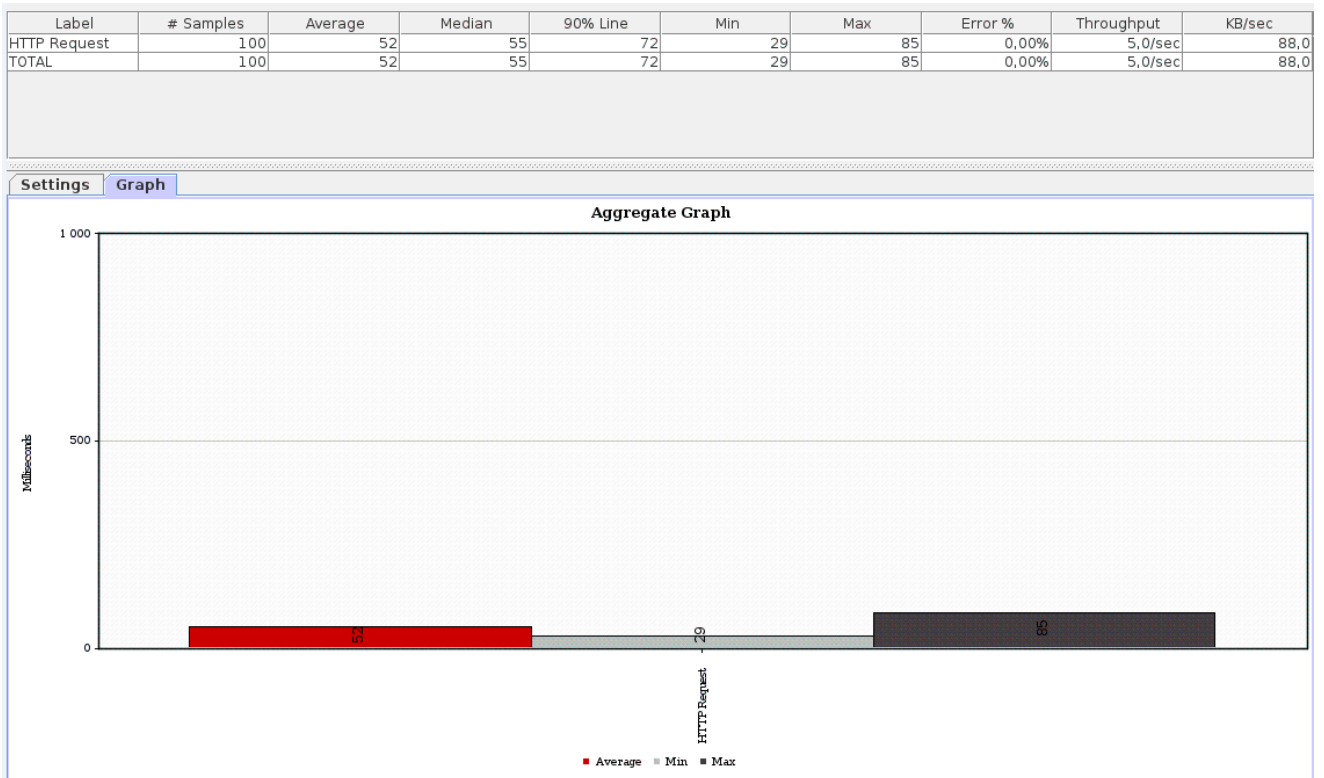 Label # Samples Average Median 90% Line Min Max Error % Throughput KB/sec
HTTP Request 100 52 55 72 29 85 0,00% 5,0/sec 88,0
TOTAL 100 52 55 72 29 85 0,00% 5,0/sec 88,0
Settings Graph
Aggregate Graph
1 000
500
0
Milliseconds
52
29
85
HTTP Request
Average Min Max